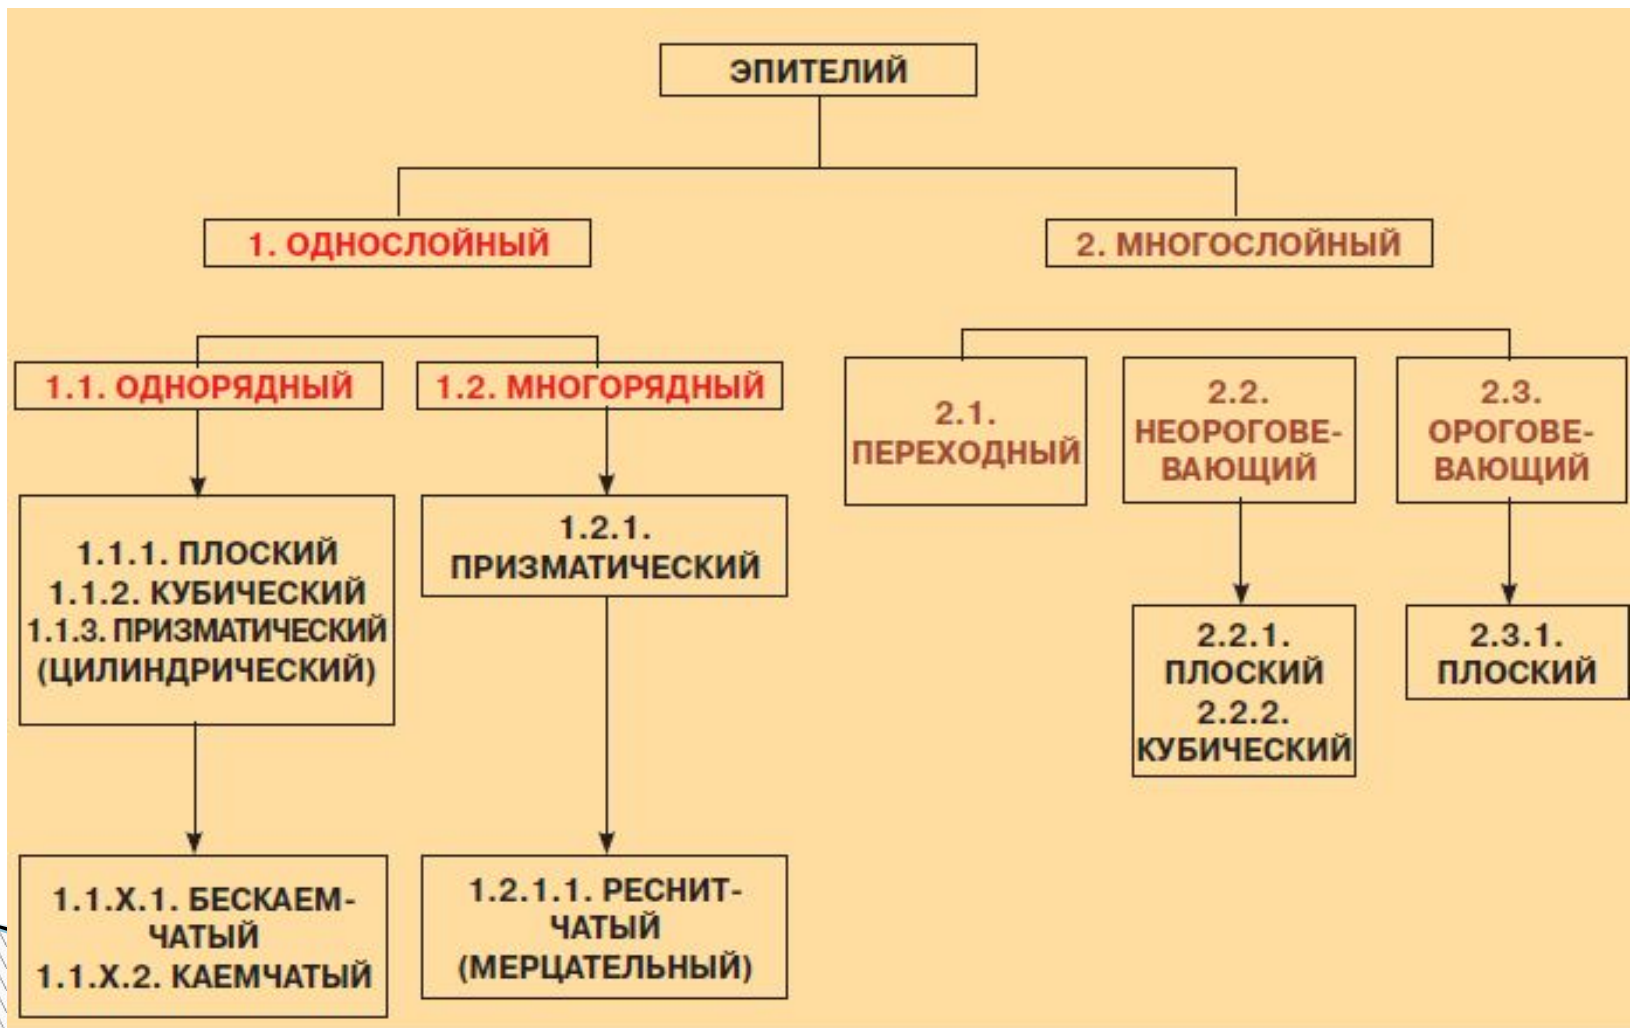 ЭПИТЕЛИЙ
1. ОДНОСЛОЙНЫЙ
2. МНОГОСЛОЙНЫЙ
1.1. ОДНОРЯДНЫЙ
1.2. МНОГОРЯДНЫЙ
2.1.
ПЕРЕХОДНЫЙ
2.2.
НЕОРОГОВЕ-
ВАЮЩИЙ
2.3.
ОРОГОВЕ-
ВАЮЩИЙ
1.1.1. ПЛОСКИЙ
1.1.2. КУБИЧЕСКИЙ
1.1.3. ПРИЗМАТИЧЕСКИЙ
(ЦИЛИНДРИЧЕСКИЙ)
1.2.1.
ПРИЗМАТИЧЕСКИЙ
2.2.1.
ПЛОСКИЙ
2.2.2.
КУБИЧЕСКИЙ
2.3.1.
ПЛОСКИЙ
1.1.X.1. БЕСКАЕМ-
ЧАТЫЙ
1.1.X.2. КАЕМЧАТЫЙ
1.2.1.1. РЕСНИТ-
ЧАТЫЙ
(МЕРЦАТЕЛЬНЫЙ)